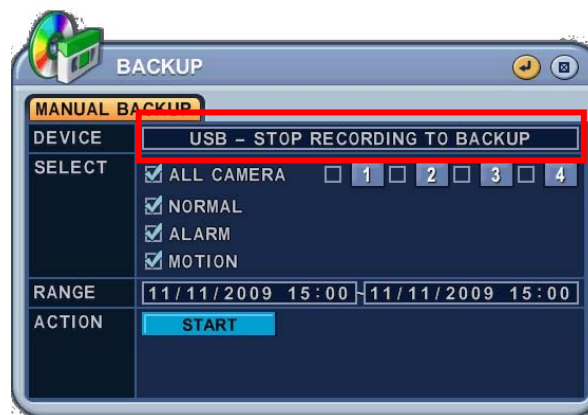 BACKUP
MANUAL BACKUP
DEVICE USB – STOP RECORDING TO BACKUP
SELECT ALL CAMERA 1 2 3 4
NORMAL
ALARM
MOTION
RANGE 11/11/2009 15:00~11/11/2009 15:00
ACTION START